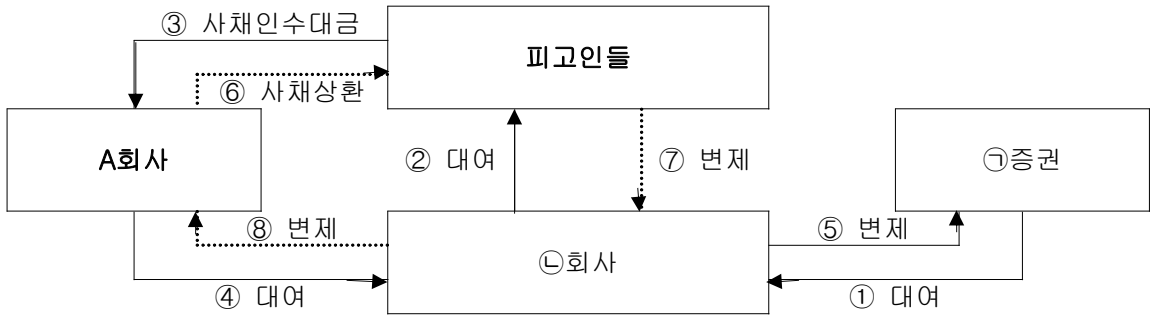 ③ 사채인수대금
피고인들
⑥ 사채상환
A회사
② 대여
⑦ 변제
㉠증권
⑧ 변제
⑤ 변제
㉡회사
④ 대여
① 대여